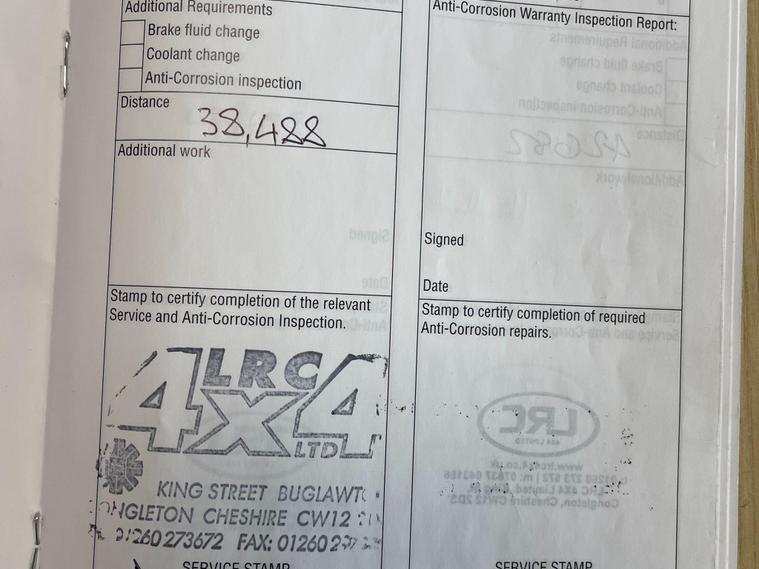 Additional Requirements
Brake fluid change
Coolant change
Anti-Corrosion inspection
Distance
38,488
Additional work
Stamp to certify completion of the relevant
Service and Anti-Corrosion Inspection.
LRC
4X4
LTD
KING STREET
CHESHIRE CW12
01260 273672 FAX: 01260
SERVICE STAMP
Anti-Corrosion Warranty Inspection Report:
Signed
Date
Stamp to certify completion of required
Anti-Corrosion repairs.
SERVICE STAMP